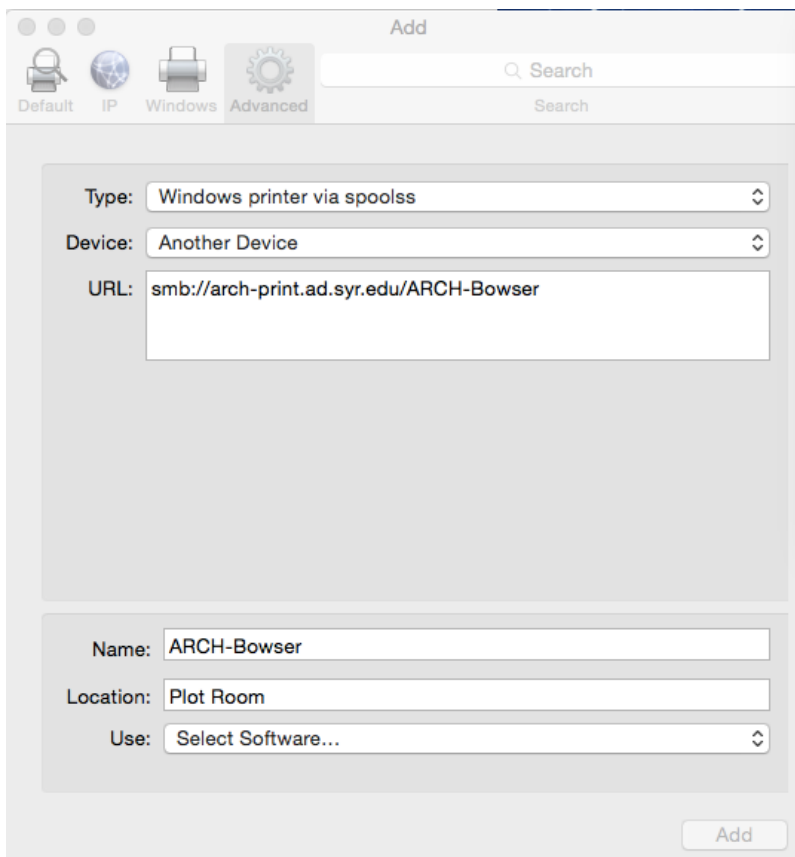 Add
Default IP Windows Advanced Search
Search
Type: Windows printer via spoolss
Device: Another Device
URL: smb://arch-print.ad.syr.edu/ARCH-Bowser
Name: ARCH-Bowser
Location: Plot Room
Use: Select Software...
Add